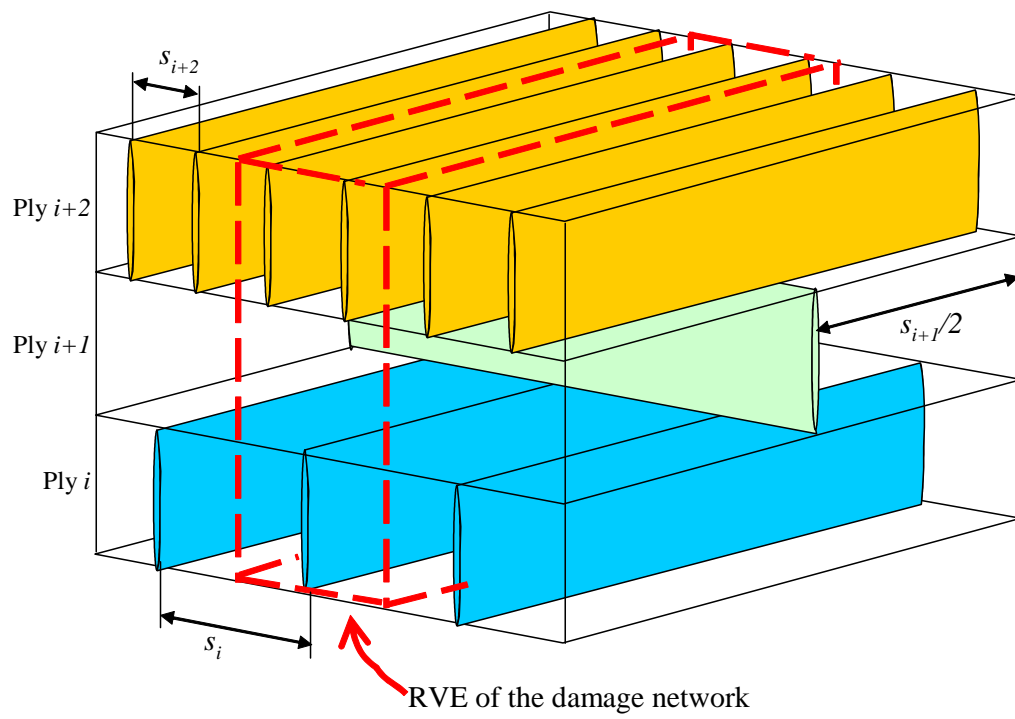 s_{i+2}
Ply i+2
Ply i+1
s_{i+1}/2
Ply i
s_i
RVE of the damage network